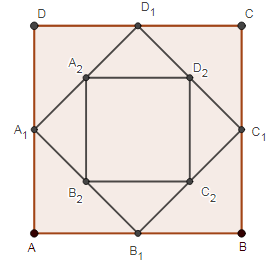 D D₁ C
A₂ D₂
A₁ C₁
B₂ C₂
A B₁ B